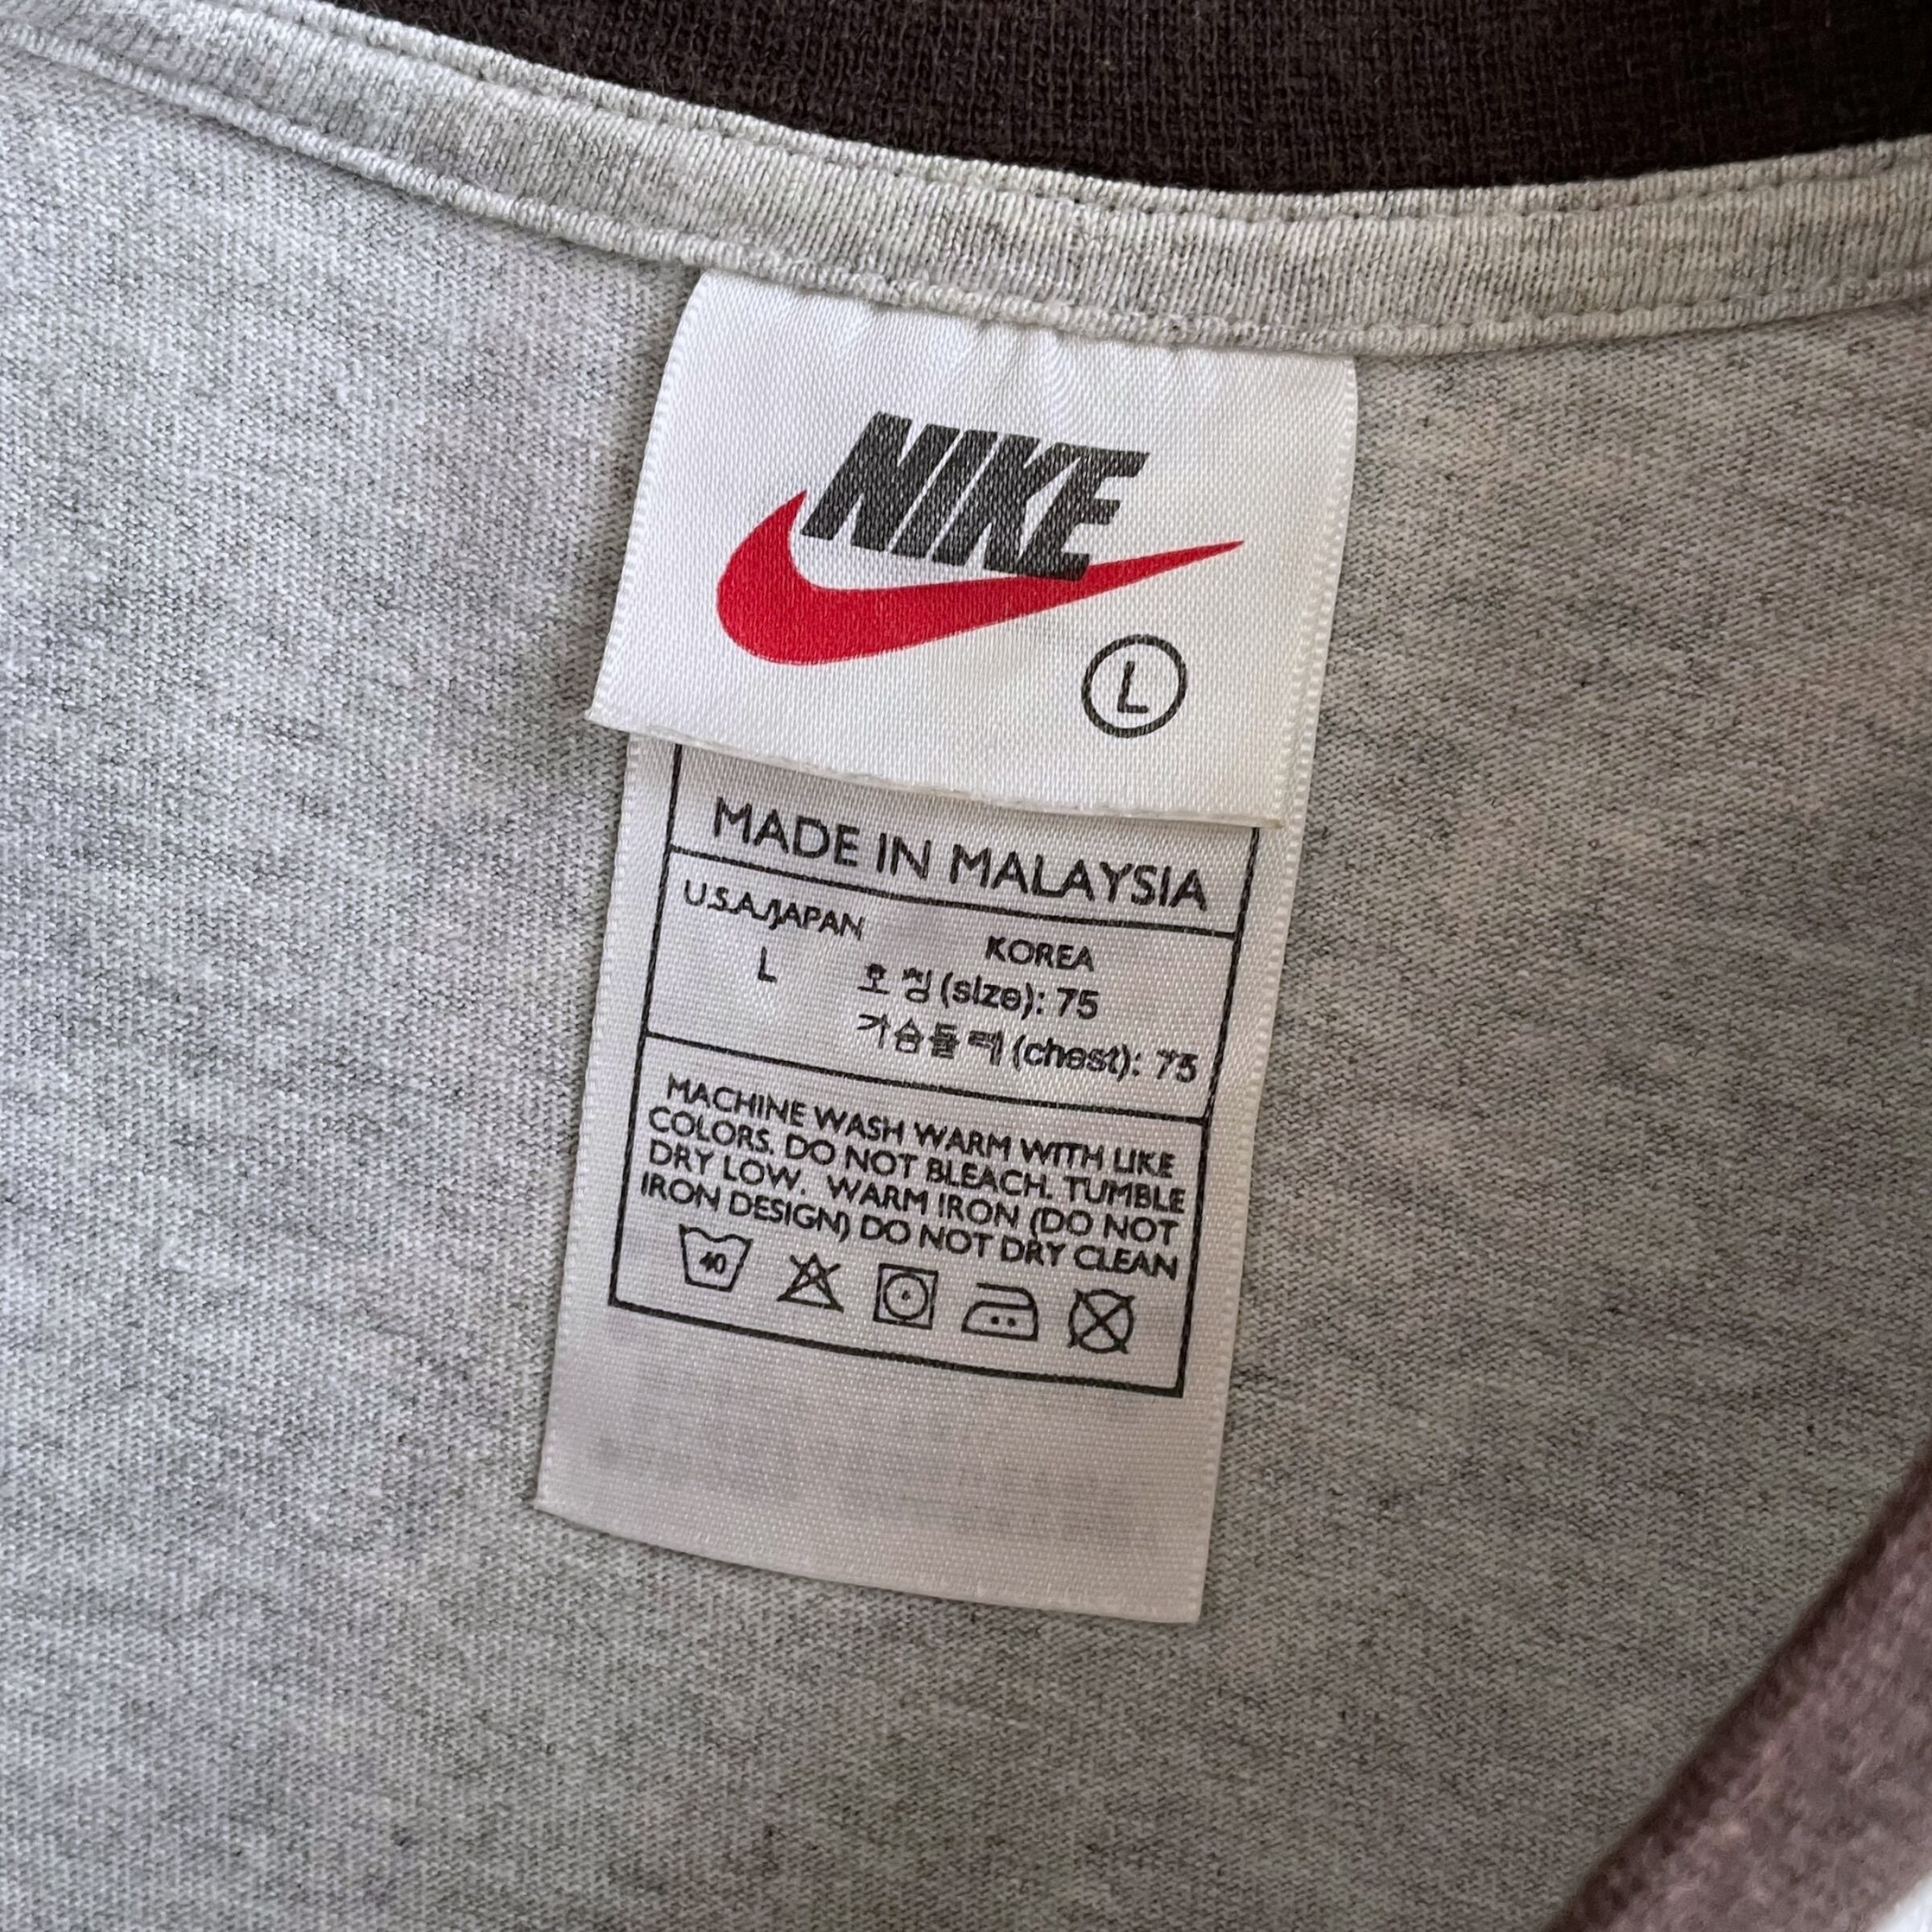 NIKE
L
MADE IN MALAYSIA
U.S.A./JAPAN KOREA
L 호칭 (size): 75
가슴둘레 (chest): 75
MACHINE WASH WARM WITH LIKE
COLORS. DO NOT BLEACH. TUMBLE
DRY LOW. WARM IRON (DO NOT
IRON DESIGN) DO NOT DRY CLEAN
40